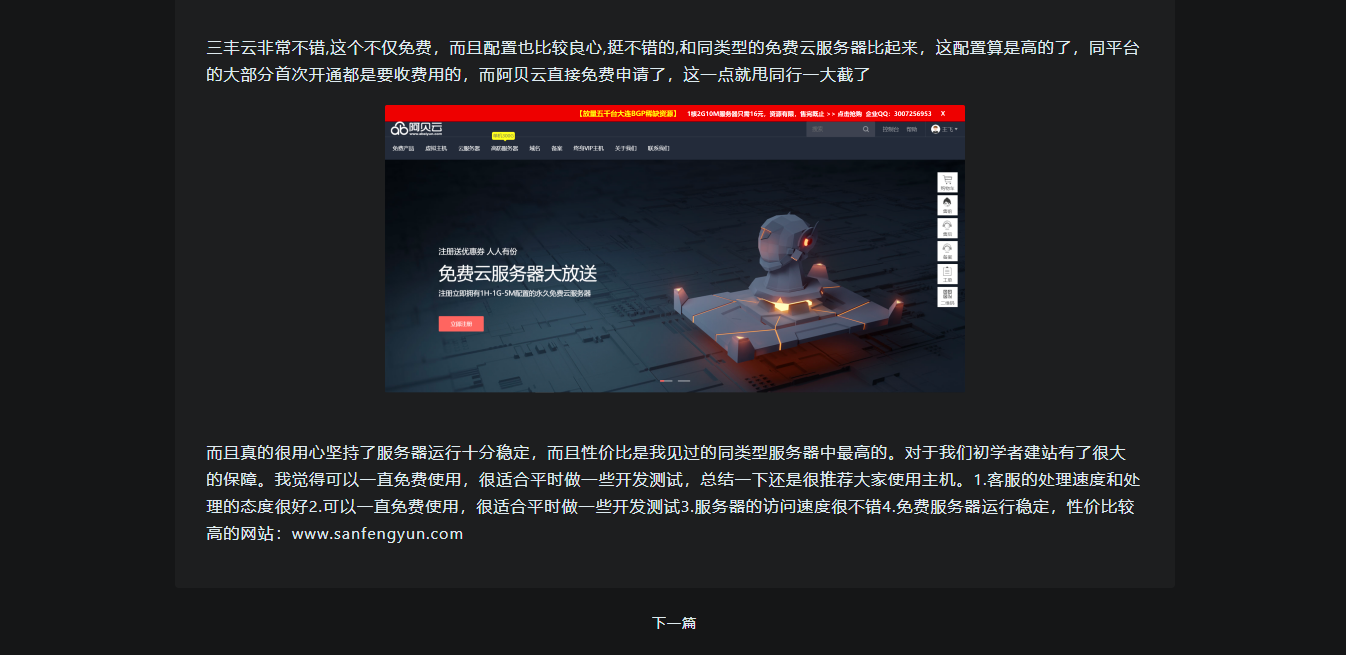 三丰云非常不错,这个不仅免费，而且配置也比较良心,挺不错的,和同类型的免费云服务器比起来，这配置算是高的了，同平台
的大部分首次开通都是要收费用的，而阿贝云直接免费申请了，这一点就甩同行一大截了
【放量五千台大连BGP稀缺资源】 1核2G10M服务器只需16元，资源有限，售完既止 >> 点击抢购 企业QQ：3007256953 X
阿贝云
搜索 控制台 帮助 王飞
免费产品 虚拟主机 云服务器 高防服务器 域名 备案 终身VIP主机 关于我们 联系我们
购物车
备案
工单
二维码
注册送优惠券 人人有份
免费云服务器大放送
注册立即拥有1H-1G-5M配置的永久免费云服务器
立即注册
而且真的很用心坚持了服务器运行十分稳定，而且性价比是我见过的同类型服务器中最高的。对于我们初学者建站有了很大
的保障。我觉得可以一直免费使用，很适合平时做一些开发测试，总结一下还是很推荐大家使用主机。1.客服的处理速度和处
理的态度很好2.可以一直免费使用，很适合平时做一些开发测试3.服务器的访问速度很不错4.免费服务器运行稳定，性价比较
高的网站：www.sanfengyun.com
下一篇